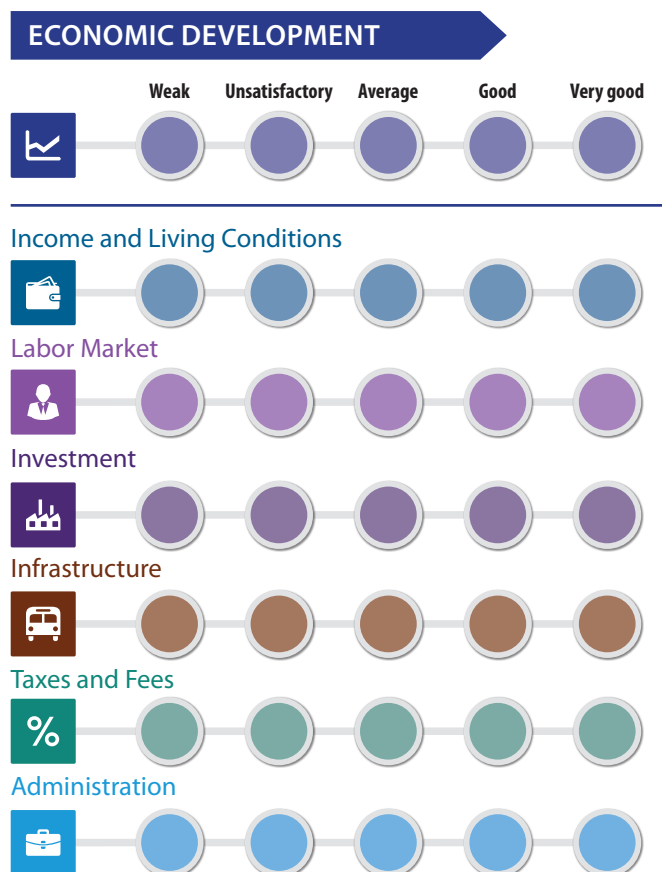 ECONOMIC DEVELOPMENT
Weak Unsatisfactory Average Good Very good
Income and Living Conditions
Labor Market
Investment
Infrastructure
Taxes and Fees
%
Administration